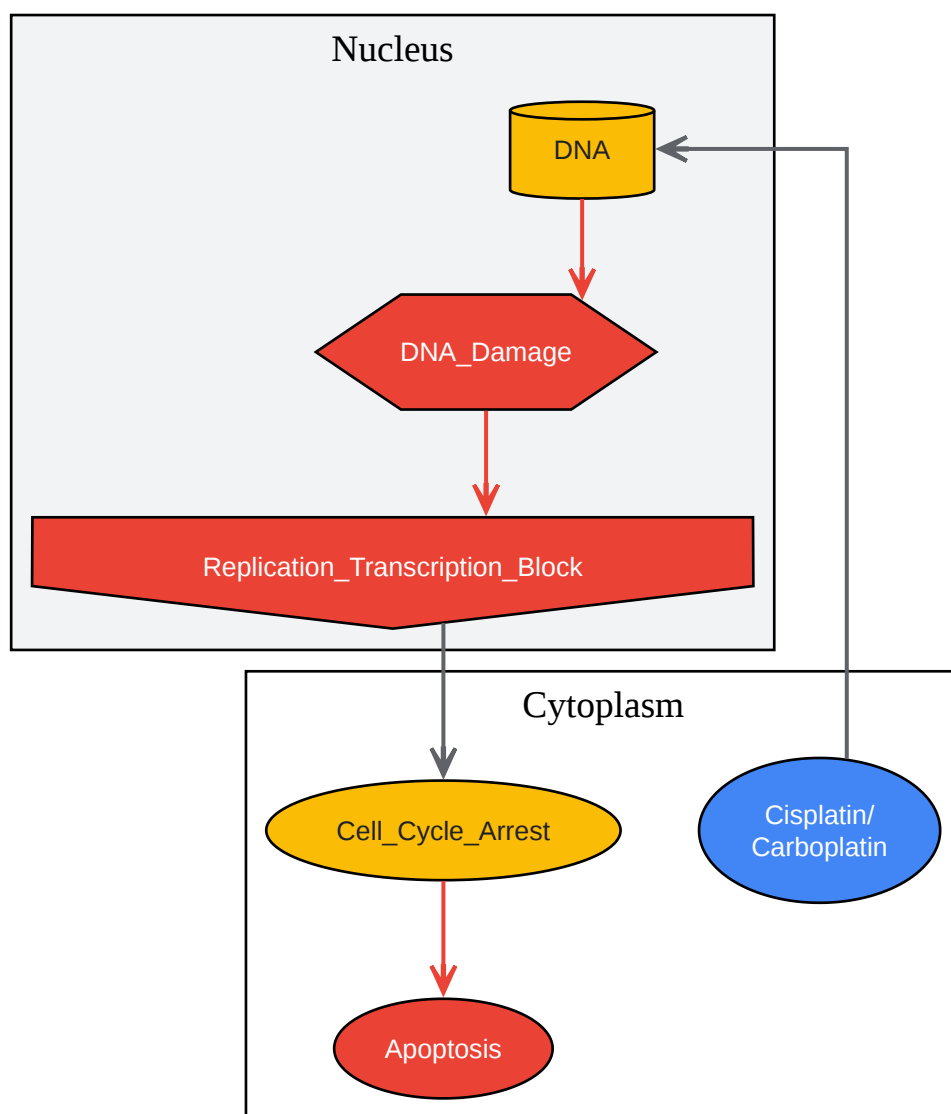 Nucleus
DNA
DNA_Damage
Replication_Transcription_Block
Cytoplasm
Cell_Cycle_Arrest
Cisplatin/
Carboplatin
Apoptosis